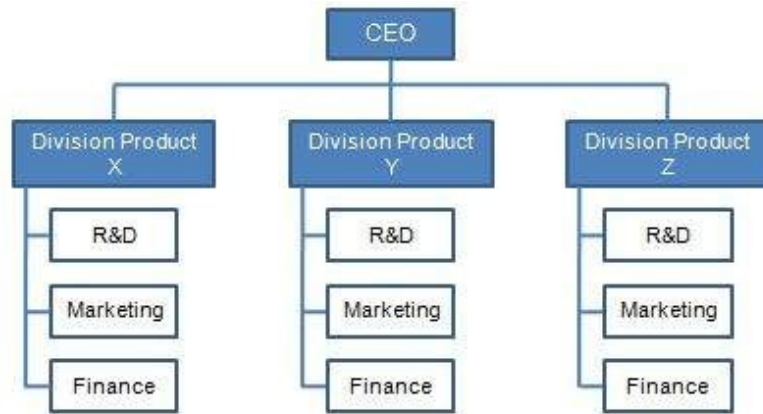 CEO
Division Product
X
Division Product
Y
Division Product
Z
R&D
R&D
R&D
Marketing
Marketing
Marketing
Finance
Finance
Finance